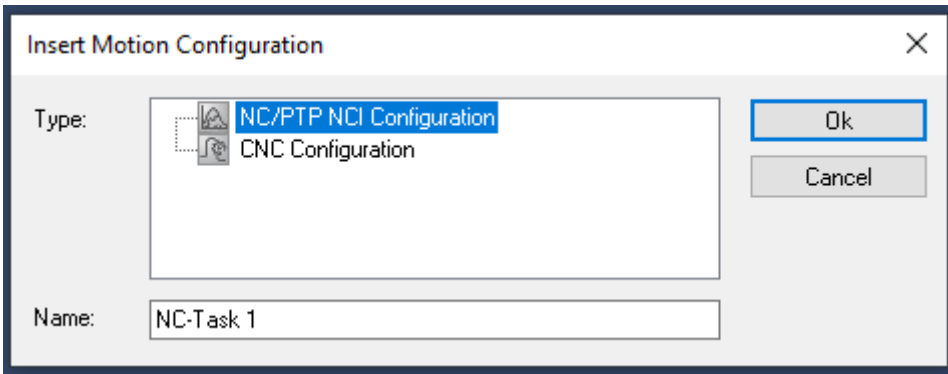 Insert Motion Configuration
Type:
NC/PTP NCI Configuration
CNC Configuration
Ok
Cancel
Name:
NC-Task 1